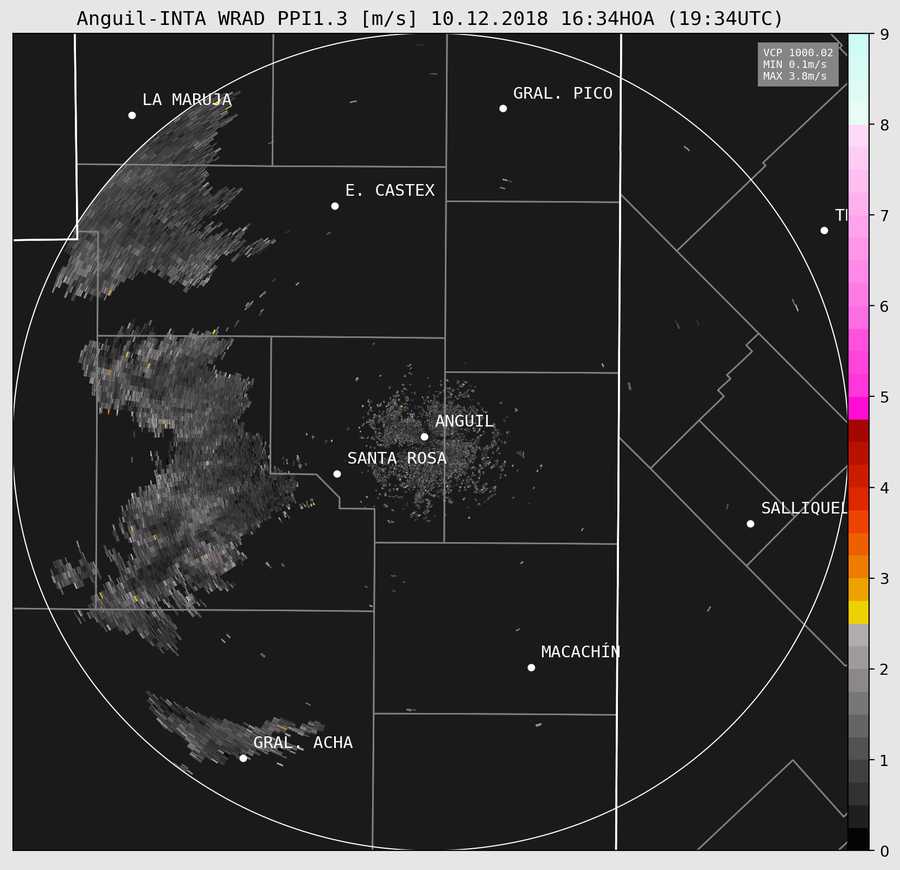 Anguil-INTA WRAD PPI1.3 [m/s] 10.12.2018 16:34HOA (19:34UTC)
VCP 1000.02
MIN 0.1m/s
MAX 3.8m/s
LA MARUJA
GRAL. PICO
E. CASTEX
ANGUIL
SANTA ROSA
SALLIQUEL
MACACHÍN
GRAL. ACHA
9
8
7
6
5
4
3
2
1
0